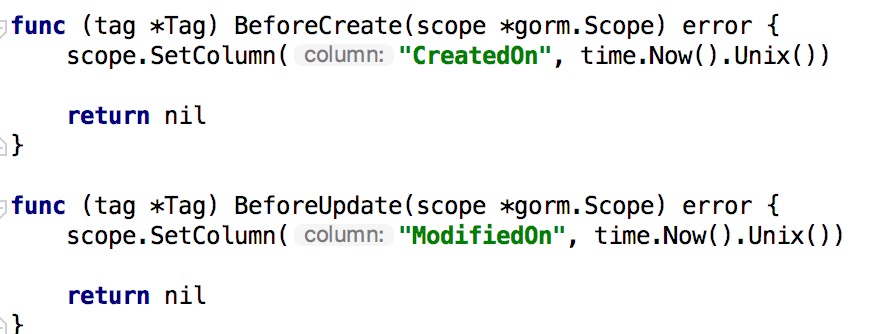 func (tag *Tag) BeforeCreate(scope *gorm.Scope) error {
    scope.SetColumn( column: "CreatedOn", time.Now().Unix())

    return nil
}

func (tag *Tag) BeforeUpdate(scope *gorm.Scope) error {
    scope.SetColumn( column: "ModifiedOn", time.Now().Unix())

    return nil
}